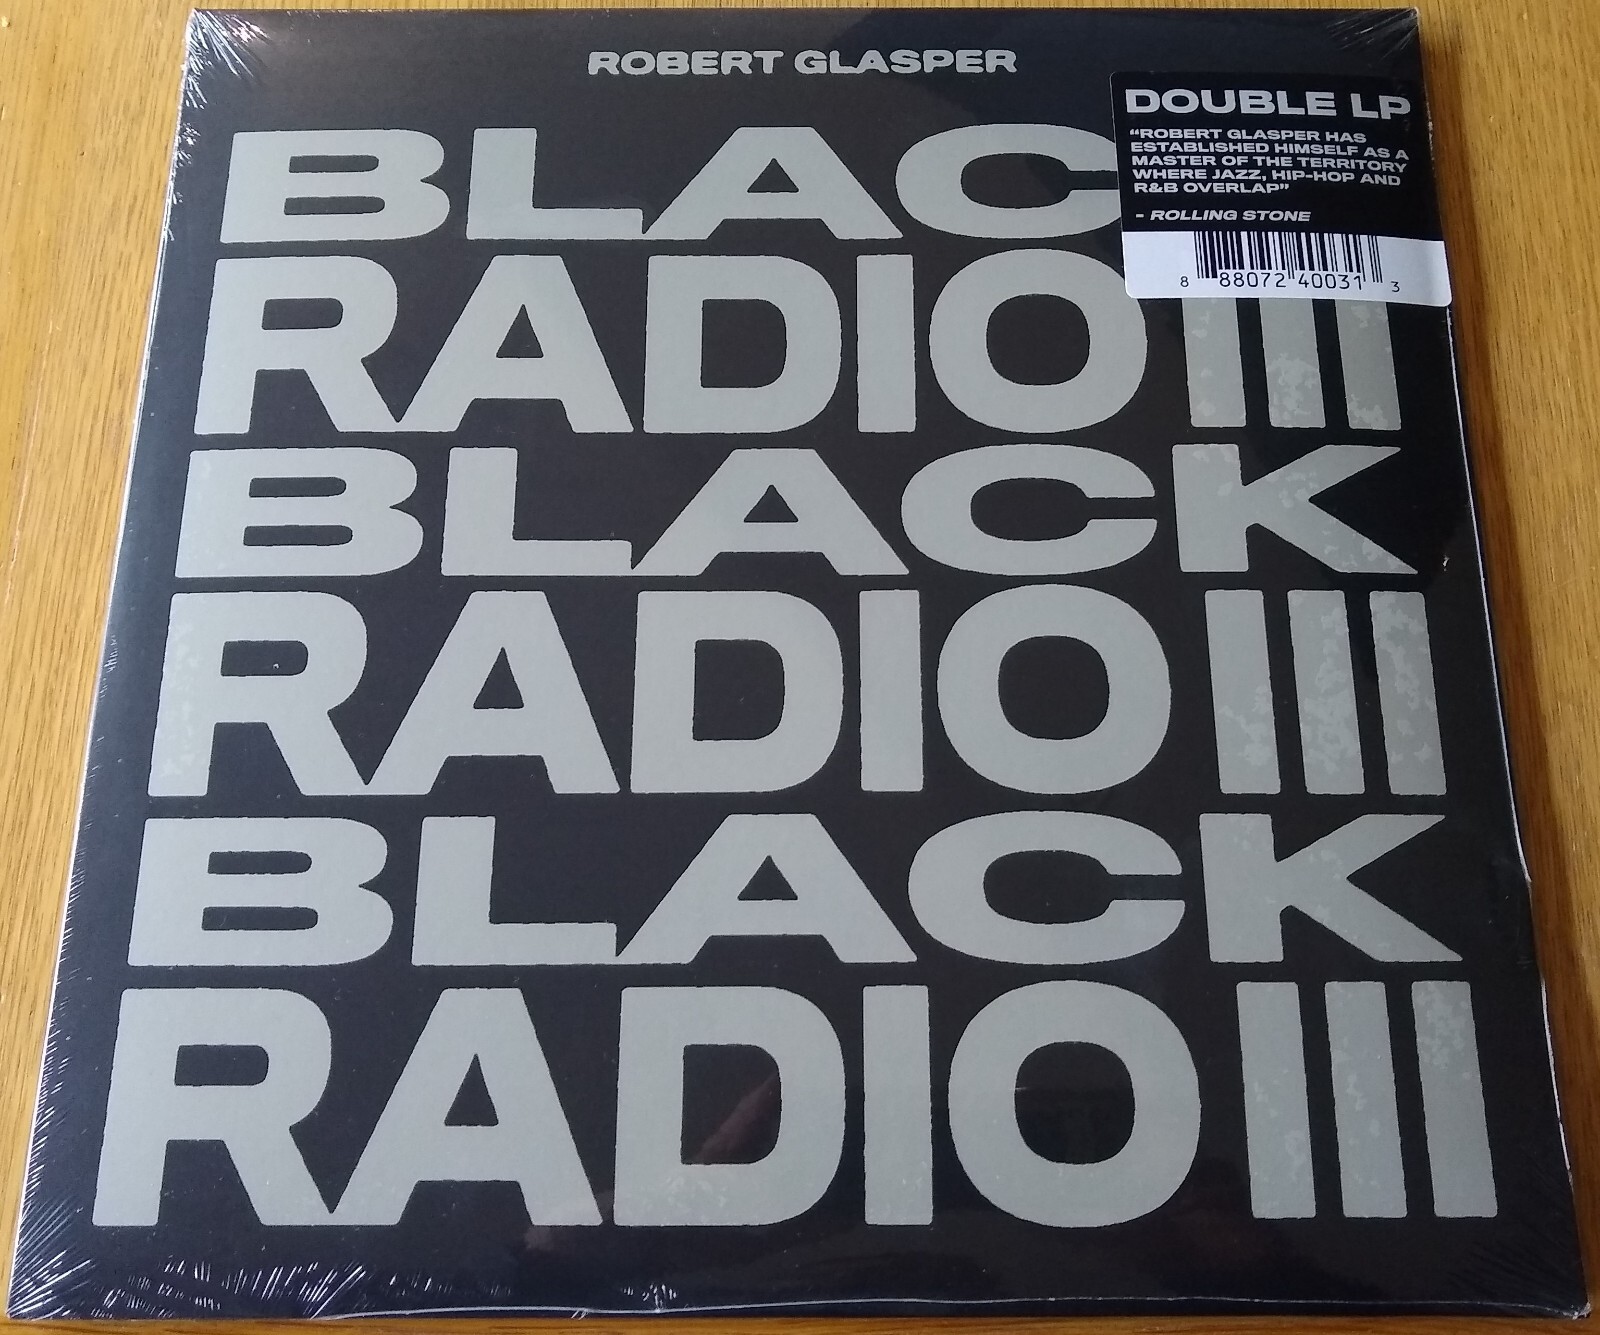 ROBERT GLASPER
DOUBLE LP
"ROBERT GLASPER HAS
ESTABLISHED HIMSELF AS A
MASTER OF THE TERRITORY
WHERE JAZZ, HIP-HOP AND
R&B OVERLAP"
- ROLLING STONE
8 88072 40031 3
BLAC
RADIO III
BLACK
RADIO III
BLACK
RADIO III